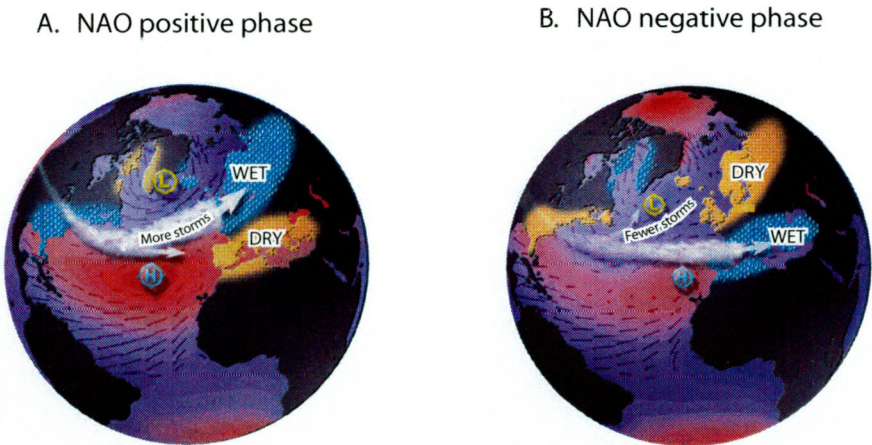 A. NAO positive phase
B. NAO negative phase
L
WET
More storms
DRY
H
DRY
L
Fewer storms
WET
H